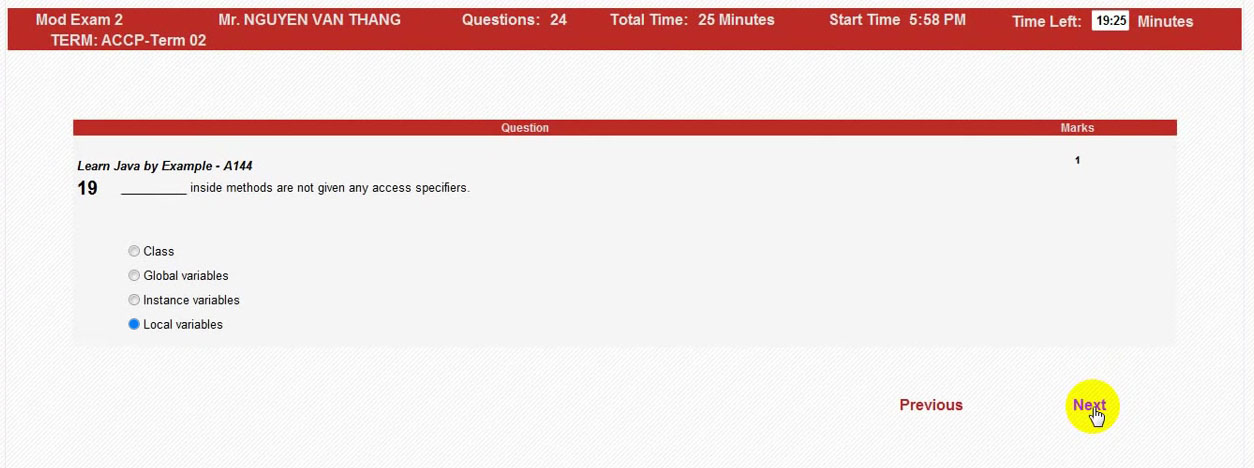 Mod Exam 2 Mr. NGUYEN VAN THANG Questions: 24 Total Time: 25 Minutes Start Time 5:58 PM Time Left: 19:25 Minutes
TERM: ACCP-Term 02
Question Marks
Learn Java by Example - A144 1
19 _________ inside methods are not given any access specifiers.
Class
Global variables
Instance variables
Local variables
Previous Next